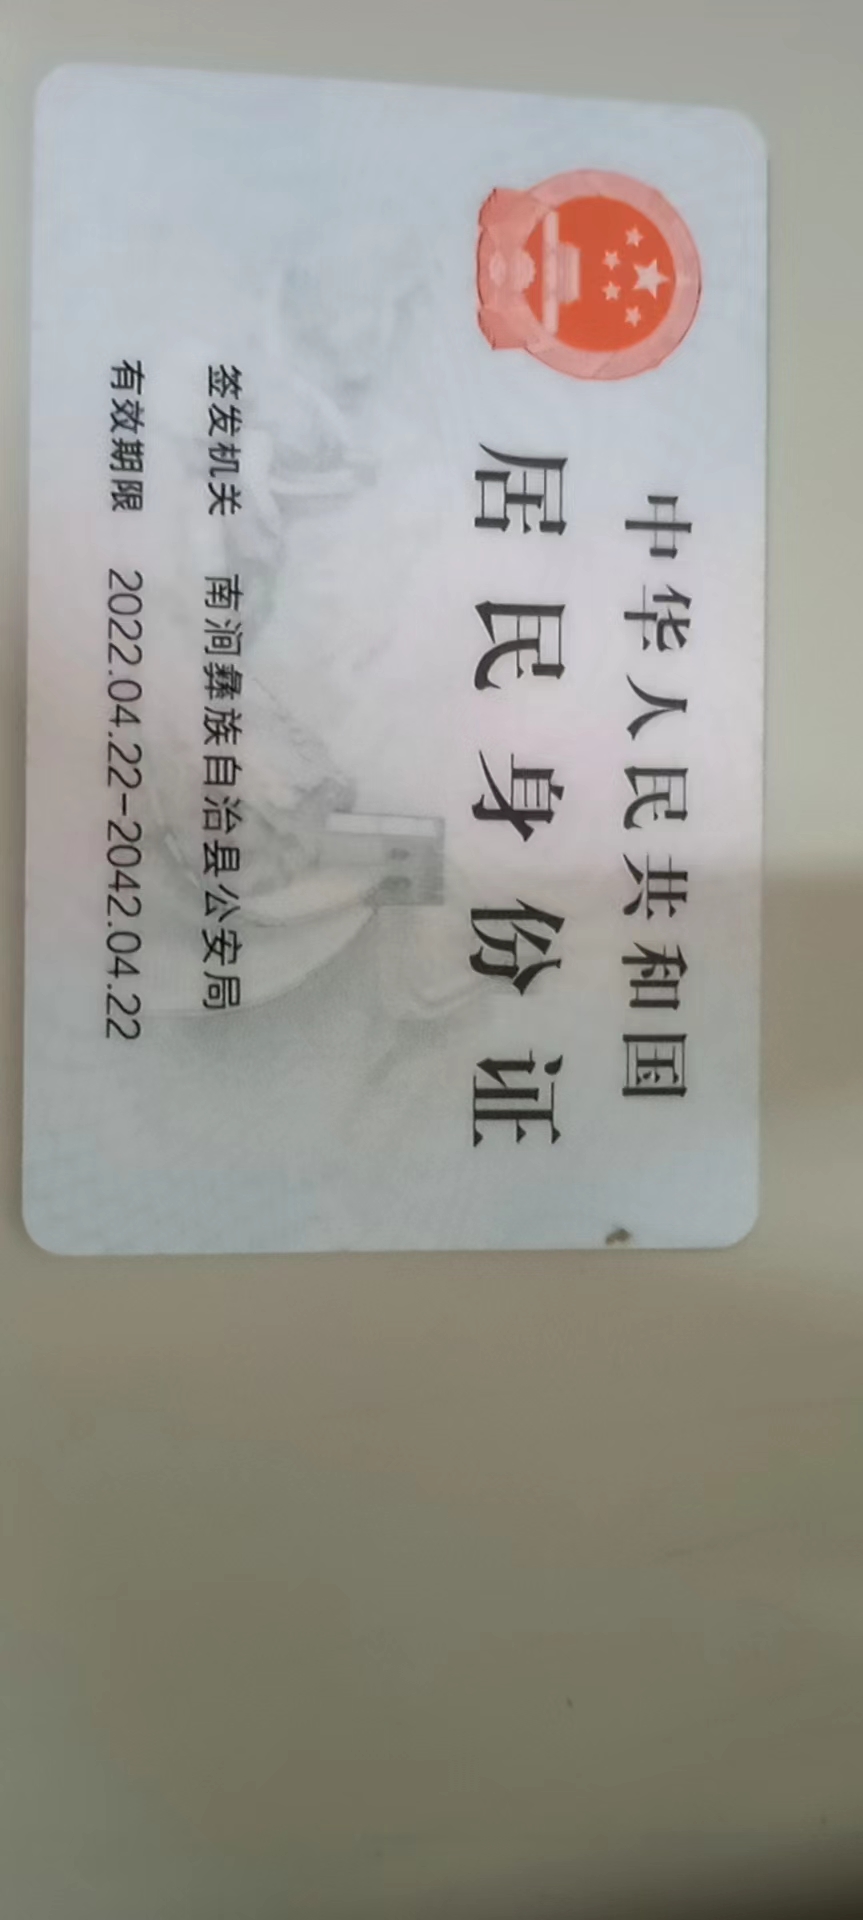 中华人民共和国
居民身份证
签发机关 南涧彝族自治县公安局
有效期限 2022.04.22-2042.04.22